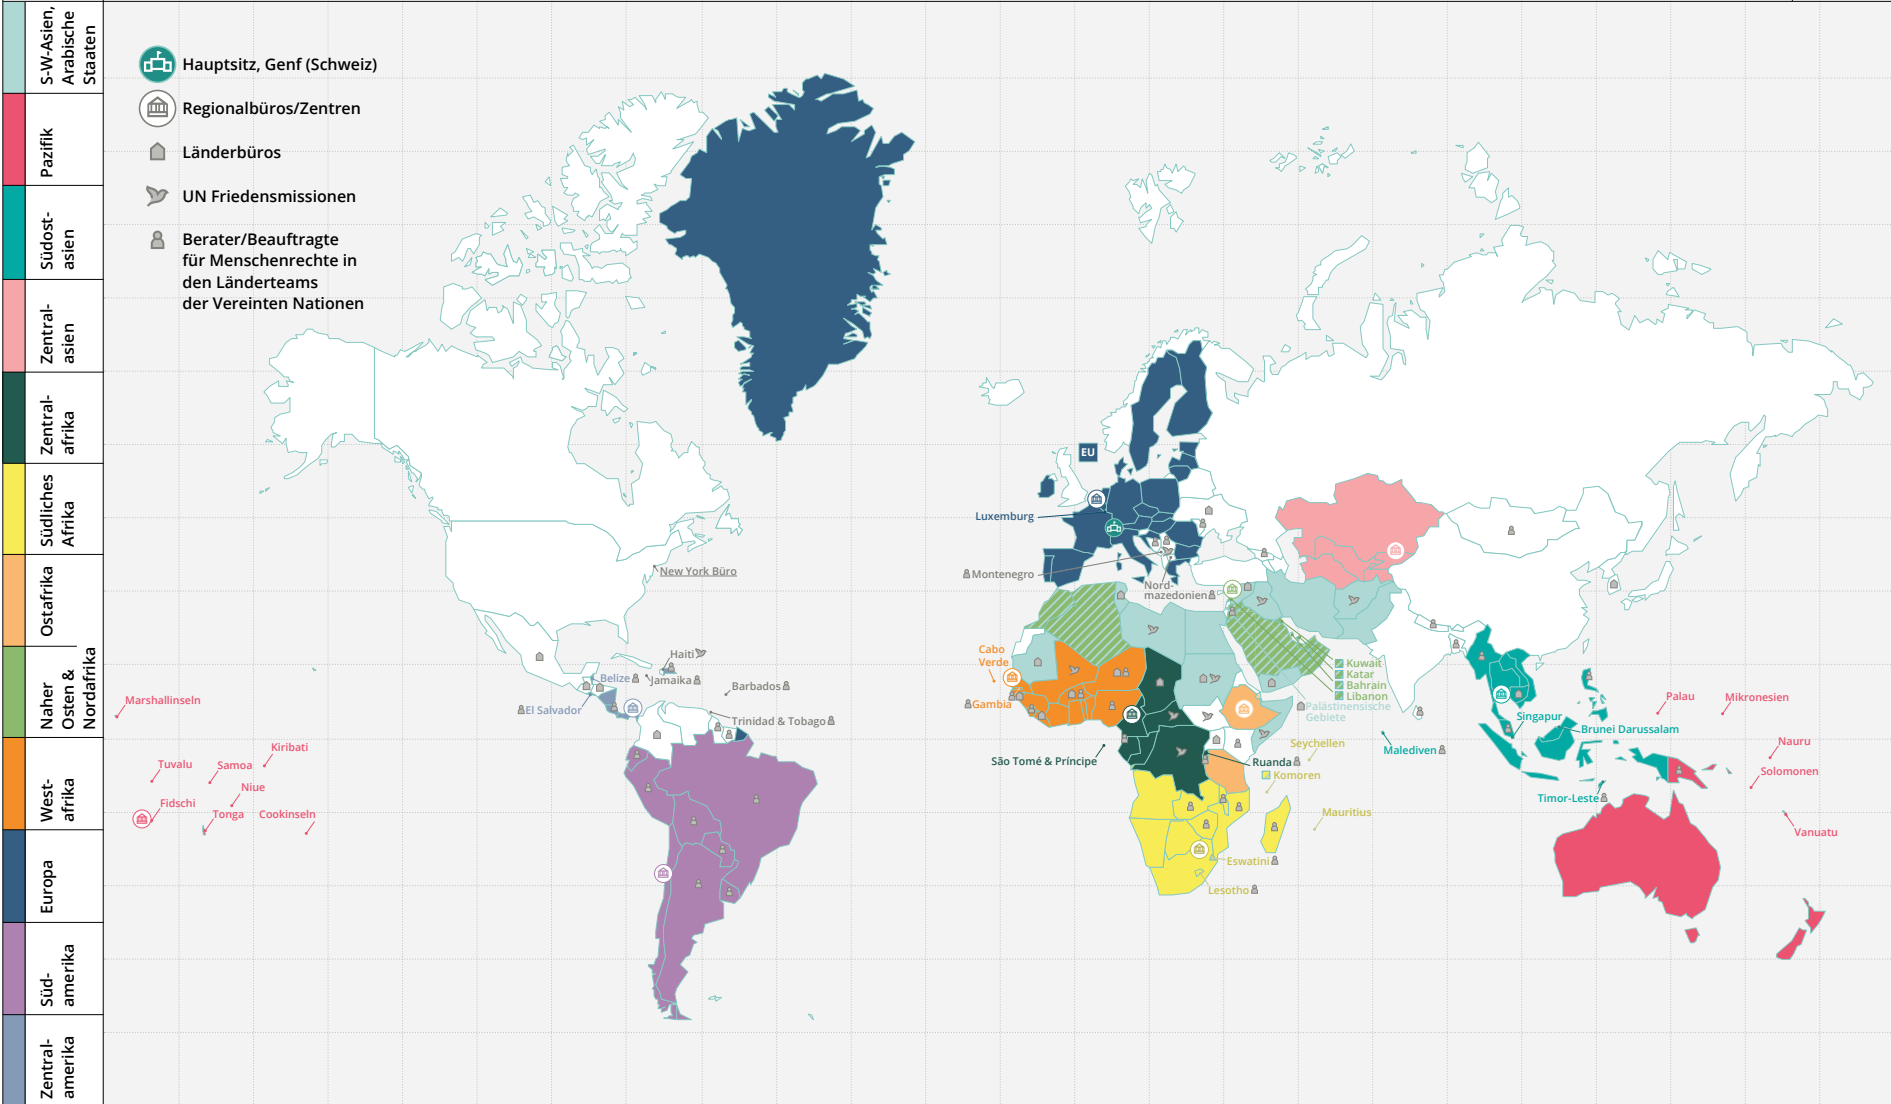 S-W-Asien,
Arabische
Staaten
Pazifik
Südost-
asien
Zentral-
asien
Zentral-
afrika
Südliches
Afrika
Ostafrika
Naher
Osten &
Nordafrika
West-
afrika
Europa
Süd-
amerika
Zentral-
amerika
Hauptsitz, Genf (Schweiz)
Regionalbüros/Zentren
Länderbüros
UN Friedensmissionen
Berater/Beauftragte
für Menschenrechte in
den Länderteams
der Vereinten Nationen
EU
Luxemburg
New York Büro
Montenegro
Nord-
mazedonien
Haiti
Belize
Jamaika
Barbados
El Salvador
Trinidad & Tobago
Cabo
Verde
Gambia
Kuwait
Katar
Bahrain
Libanon
Palästinensische
Gebiete
São Tomé & Príncipe
Ruanda
Seychellen
Komoren
Mauritius
Eswatini
Lesotho
Malediven
Singapur
Brunei Darussalam
Timor-Leste
Palau
Mikronesien
Nauru
Solomonen
Vanuatu
Marshallinseln
Kiribati
Tuvalu
Samoa
Niue
Fidschi
Tonga
Cookinseln